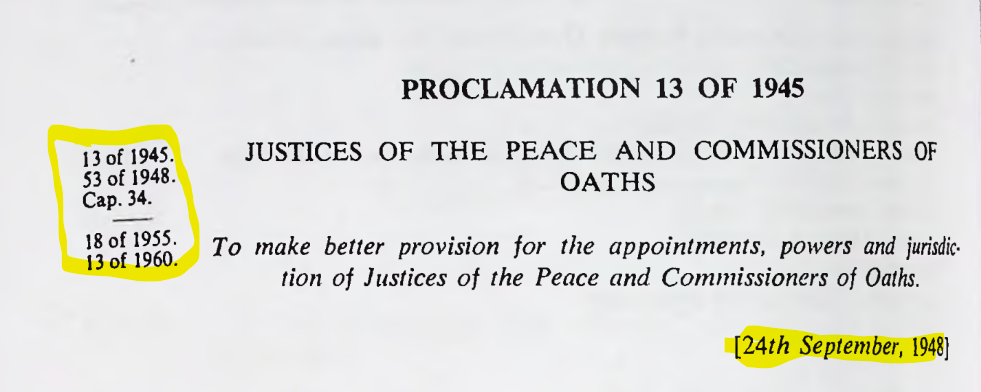 PROCLAMATION 13 OF 1945
13 of 1945.
53 of 1948.
Cap. 34.
18 of 1955.
13 of 1960.
JUSTICES OF THE PEACE AND COMMISSIONERS OF
OATHS
To make better provision for the appointments, powers and jurisdic-
tion of Justices of the Peace and Commissioners of Oaths.
[24th September, 1948]